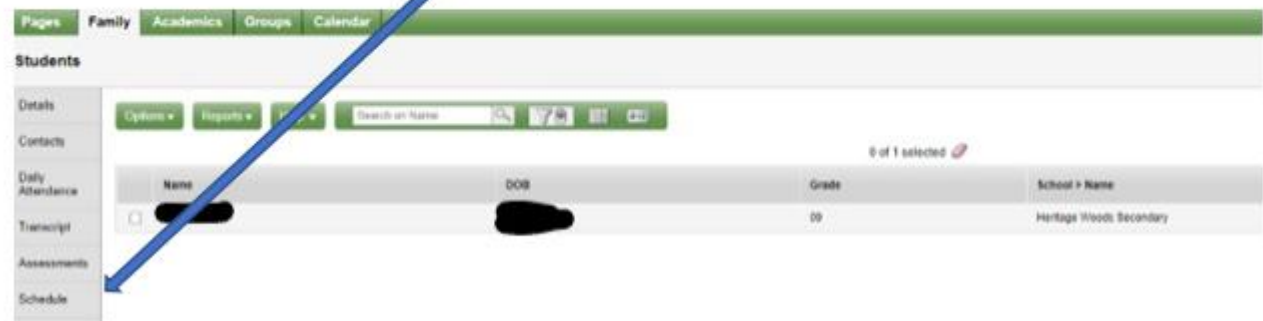 Pages Family Academics Groups Calendar
Students
Details
Options Reports Search on Name
Contacts
0 of 1 selected
Daily
Attendance
Name DOB Grade School > Name
Transcript
09 Heritage Woods Secondary
Assessments
Schedule